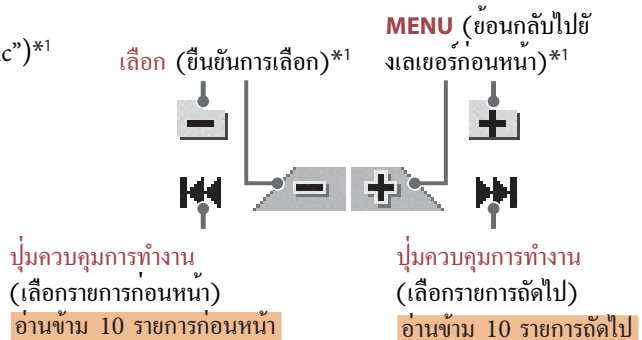 c”)*1
เลือก (ยืนยันการเลือก)*1
MENU (ย้อนกลับไปยั
งเลเยอร์ก่อนหน้า)*1
ปุ่มควบคุมการทำงาน
(เลือกรายการก่อนหน้า)
อ่านข้าม 10 รายการก่อนหน้า
ปุ่มควบคุมการทำงาน
(เลือกรายการถัดไป)
อ่านข้าม 10 รายการถัดไป